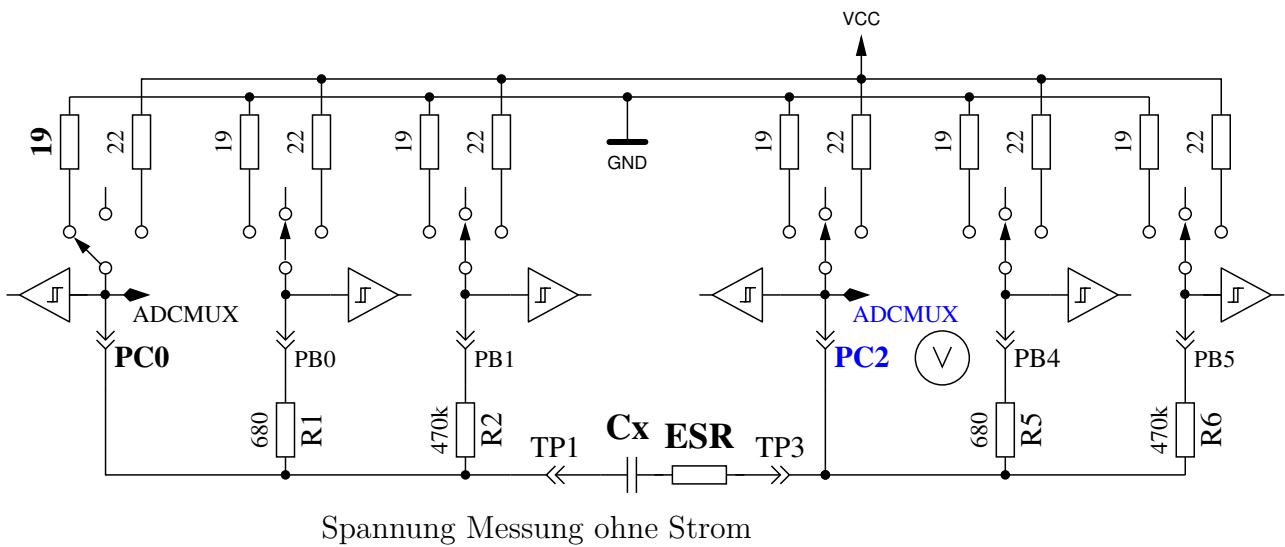 VCC
19
22
19
22
19
22
GND
19
22
19
22
19
22
ADCMUX
ADCMUX
PC0
PB0
PB1
PC2
V
PB4
PB5
680
R1
470k
R2
680
R5
470k
R6
TP1
Cx
ESR
TP3
Spannung Messung ohne Strom